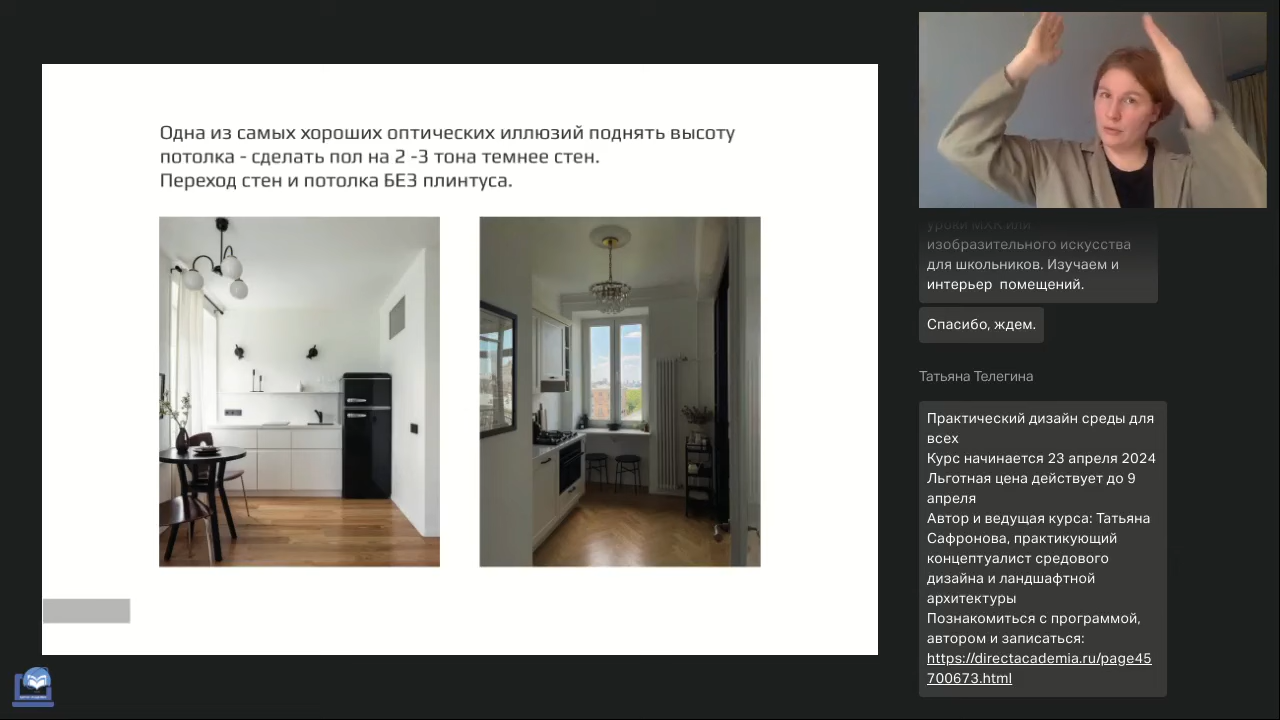 Одна из самых хороших оптических иллюзий поднять высоту
потолка - сделать пол на 2 -3 тона темнее стен.
Переход стен и потолка БЕЗ плинтуса.
уроки МХК или
изобразительного искусства
для школьников. Изучаем и
интерьер  помещений.
Спасибо, ждем.
Татьяна Телегина
Практический дизайн среды для
всех
Курс начинается 23 апреля 2024
Льготная цена действует до 9
апреля
Автор и ведущая курса: Татьяна
Сафронова, практикующий
концептуалист средового
дизайна и ландшафтной
архитектуры
Познакомиться с программой,
автором и записаться:
https://directacademia.ru/page45
700673.html